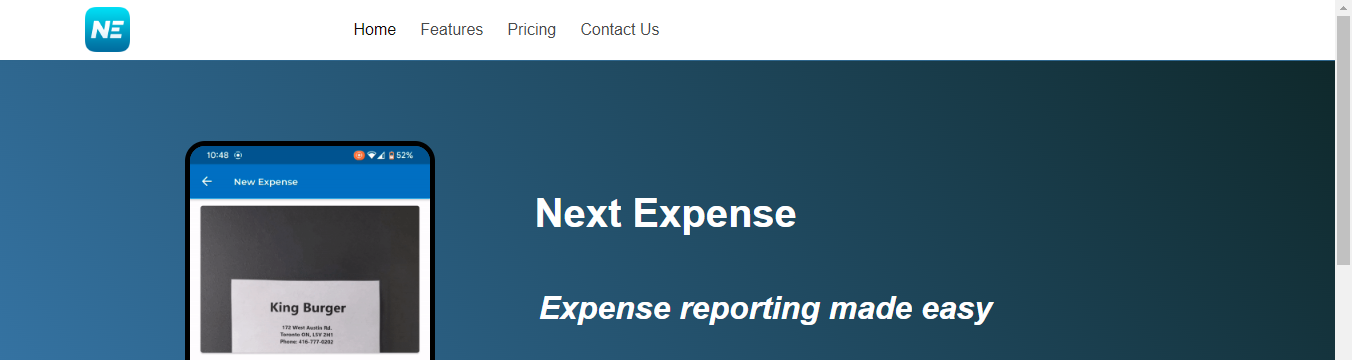 NE
Home Features Pricing Contact Us
10:48 52%
New Expense
King Burger
172 West Austin Rd.
Toronto ON, L5V 2H1
Phone: 416-777-0202
Next Expense
Expense reporting made easy